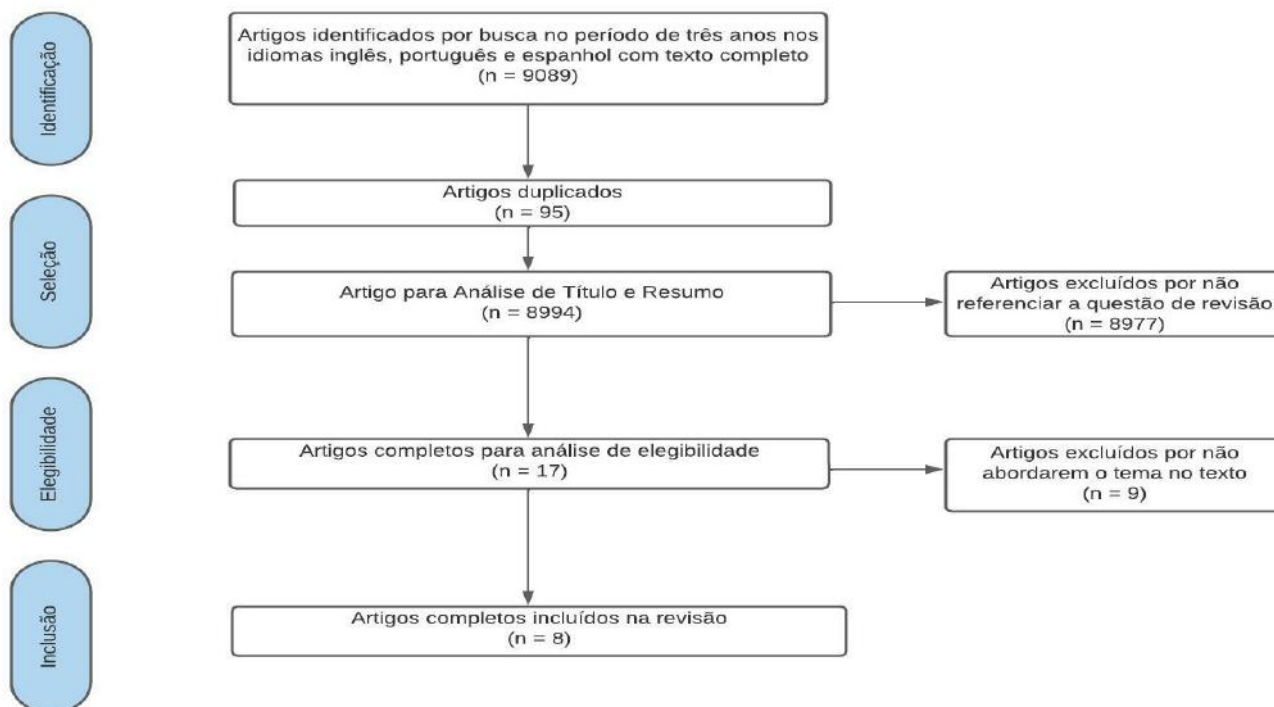 Identificação
Artigos identificados por busca no período de três anos nos
idiomas inglês, português e espanhol com texto completo
(n = 9089)
Seleção
Artigos duplicados
(n = 95)
Artigo para Análise de Título e Resumo
(n = 8994)
Artigos excluídos por não
referenciar a questão de revisão
(n = 8977)
Elegibilidade
Artigos completos para análise de elegibilidade
(n = 17)
Artigos excluídos por não
abordarem o tema no texto
(n = 9)
Inclusão
Artigos completos incluídos na revisão
(n = 8)